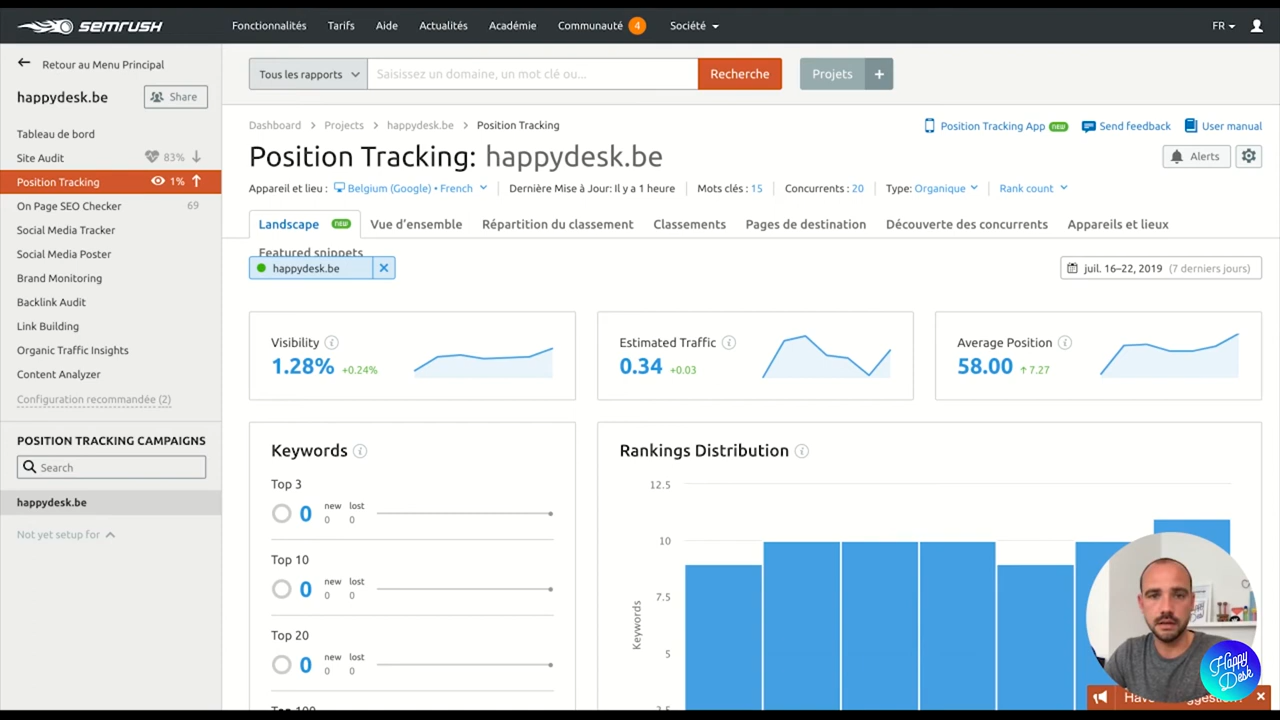 semrush
Fonctionnalités Tarifs Aide Actualités Académie Communauté 4 Société FR
Retour au Menu Principal
happydesk.be Share
Tableau de bord
Site Audit 83%
Position Tracking 1%
On Page SEO Checker 69
Social Media Tracker
Social Media Poster
Brand Monitoring
Backlink Audit
Link Building
Organic Traffic Insights
Content Analyzer
Configuration recommandée (2)
POSITION TRACKING CAMPAIGNS
Search
happydesk.be
Not yet setup for
Tous les rapports Saisissez un domaine, un mot clé ou... Recherche Projets +
Dashboard > Projects > happydesk.be > Position Tracking
Position Tracking App new Send feedback User manual
Position Tracking: happydesk.be
Alerts
Appareil et lieu : Belgium (Google) • French Dernière Mise à Jour: Il y a 1 heure Mots clés : 15 Concurrents : 20 Type: Organique Rank count
Landscape new Vue d'ensemble Répartition du classement Classements Pages de destination Découverte des concurrents Appareils et lieux
Featured snippets
happydesk.be
juil. 16–22, 2019 (7 derniers jours)
Visibility
1.28% +0.24%
Estimated Traffic
0.34 +0.03
Average Position
58.00 ↑ 7.27
Keywords
Top 3
new lost
0 0 0
Top 10
new lost
0 0 0
Top 20
new lost
0 0 0
Top 100
Rankings Distribution
12.5
10
7.5
5
2.5
Keywords
Happy
Desk